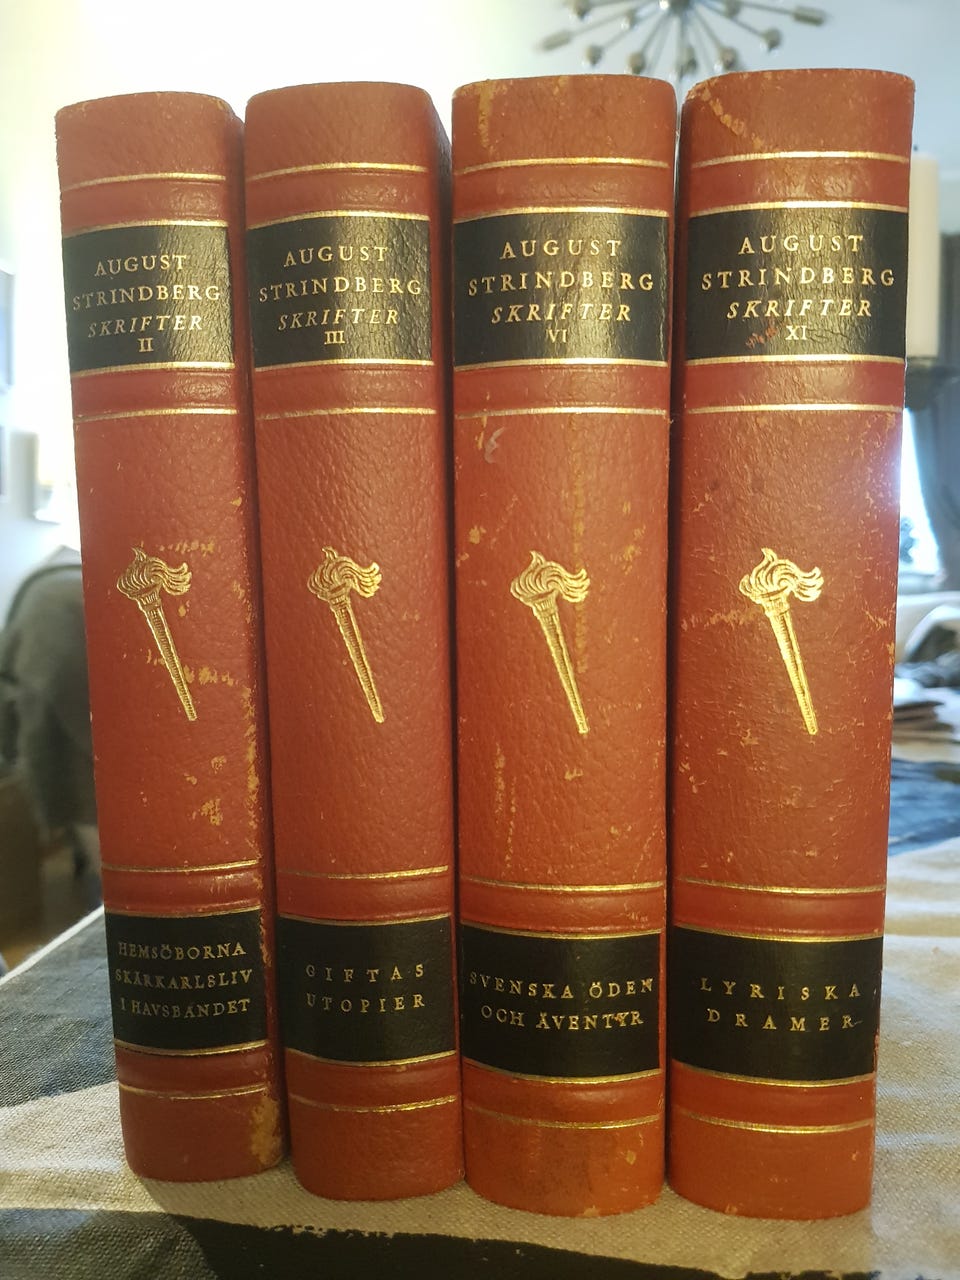 AUGUST
STRINDBERG
SKRIFTER
II
HEMSÖBORNA
SKÄRKARLSLIV
I HAVSBANDET
AUGUST
STRINDBERG
SKRIFTER
III
GIFTAS
UTOPIER
AUGUST
STRINDBERG
SKRIFTER
VI
SVENSKA ÖDEN
OCH ÄVENTYR
AUGUST
STRINDBERG
SKRIFTER
XI
LYRISKA
DRAMER